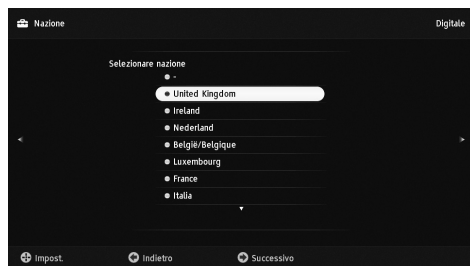 Nazione
Digitale
Selezionare nazione
-
United Kingdom
Ireland
Nederland
België/Belgique
Luxembourg
France
Italia
Impost.
Indietro
Successivo